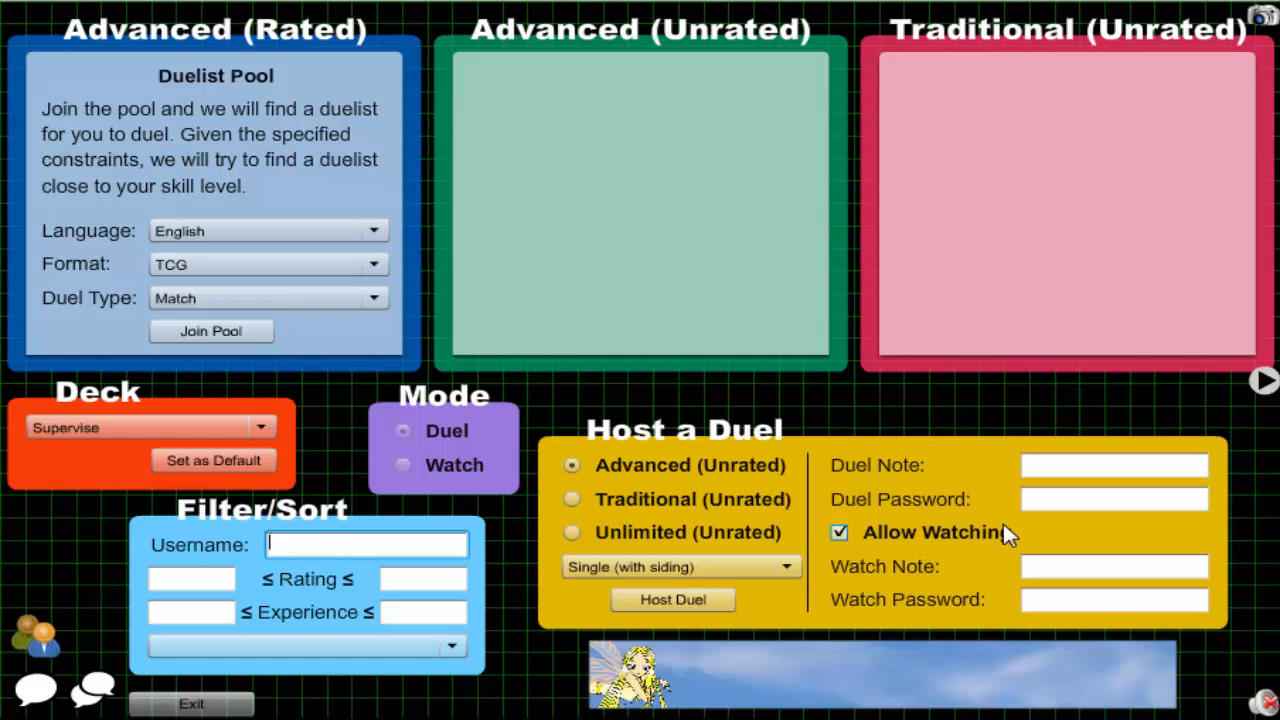 Advanced (Rated)
Duelist Pool
Join the pool and we will find a duelist
for you to duel. Given the specified
constraints, we will try to find a duelist
close to your skill level.
Language: English
Format: TCG
Duel Type: Match
Join Pool
Advanced (Unrated)
Traditional (Unrated)
Deck
Supervise
Set as Default
Mode
Duel
Watch
Filter/Sort
Username:
≤ Rating ≤
≤ Experience ≤
Exit
Host a Duel
Advanced (Unrated)
Traditional (Unrated)
Unlimited (Unrated)
Single (with siding)
Host Duel
Duel Note:
Duel Password:
Allow Watching
Watch Note:
Watch Password: